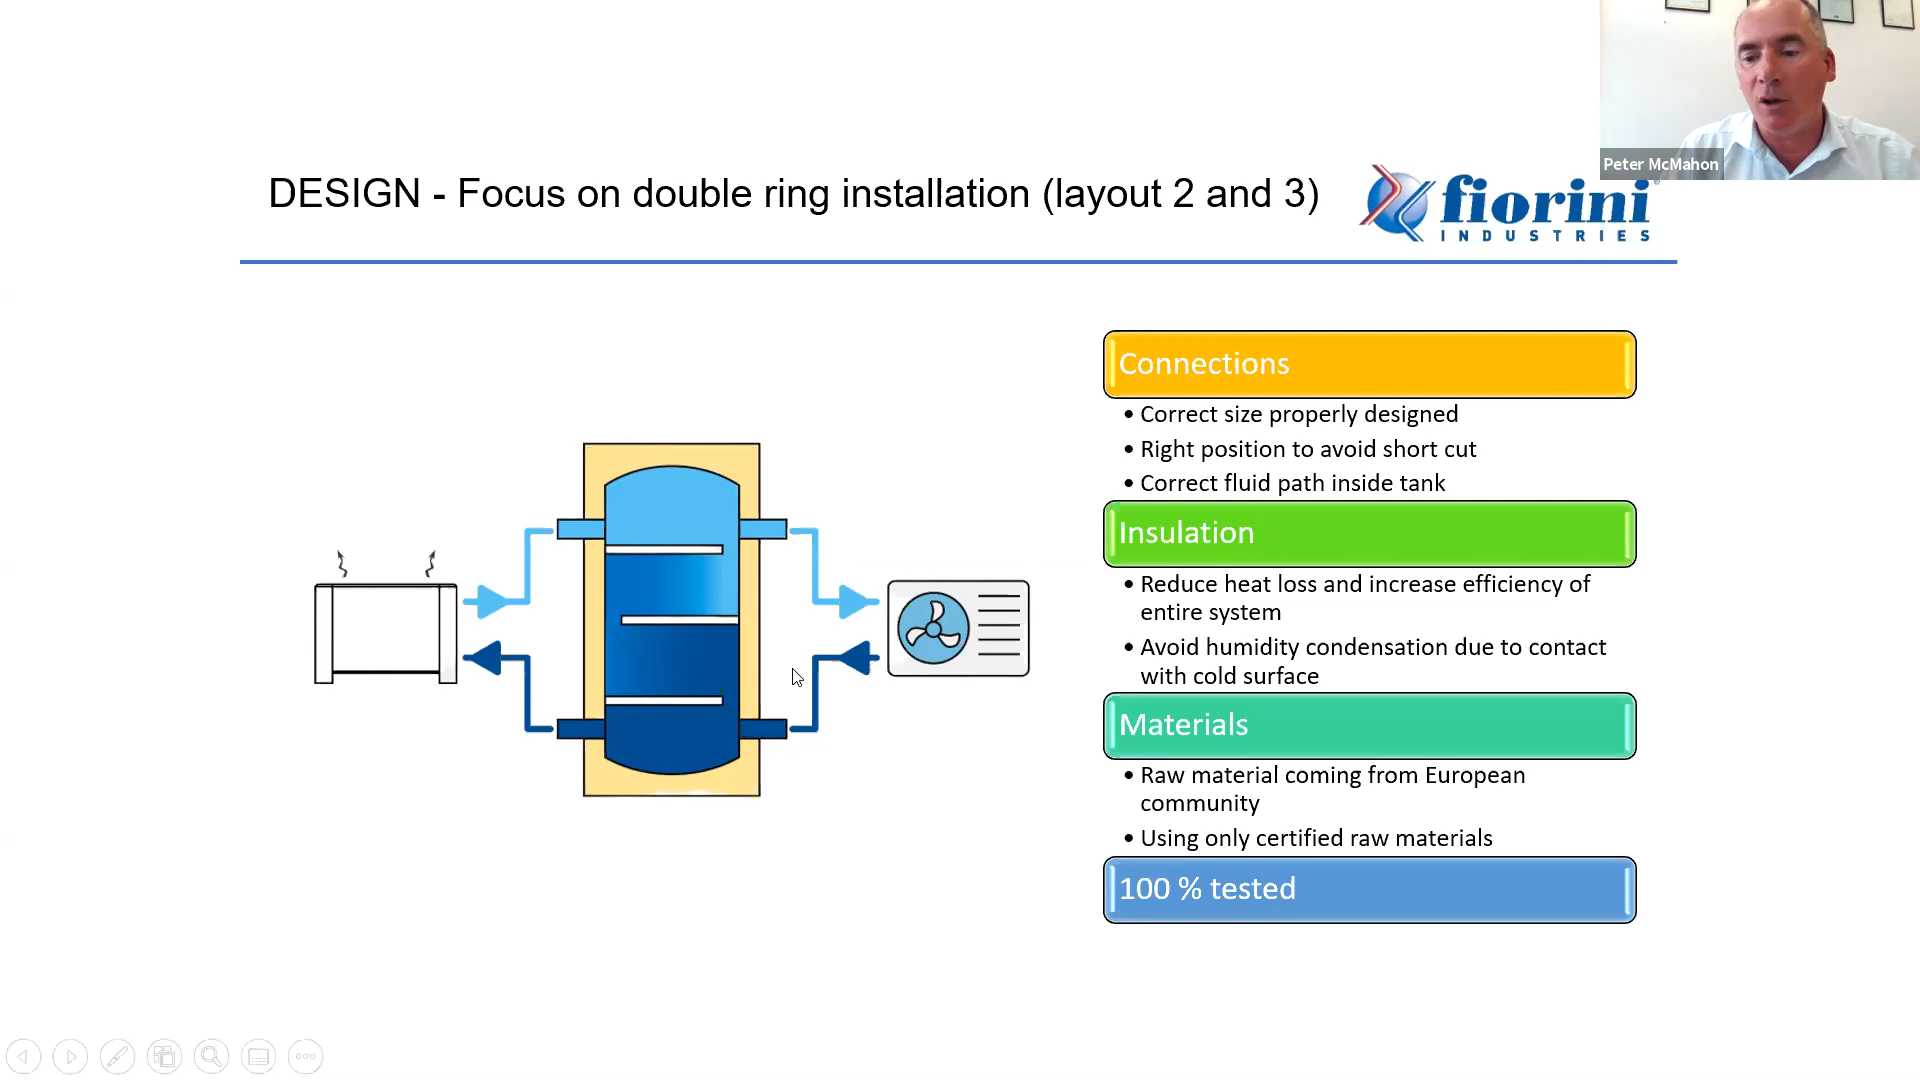 Peter McMahon
DESIGN - Focus on double ring installation (layout 2 and 3)
fiorini
INDUSTRIES
Connections
• Correct size properly designed
• Right position to avoid short cut
• Correct fluid path inside tank
Insulation
• Reduce heat loss and increase efficiency of
entire system
• Avoid humidity condensation due to contact
with cold surface
Materials
• Raw material coming from European
community
• Using only certified raw materials
100 % tested